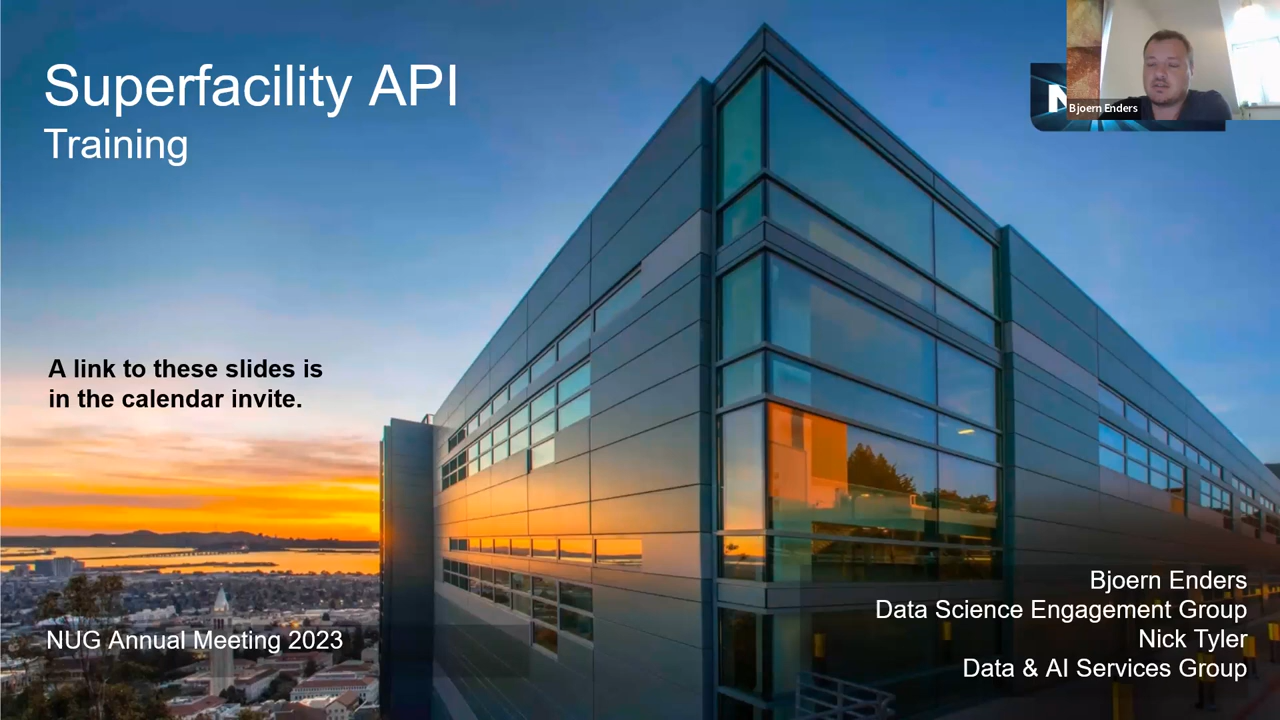 Superfacility API
Training
N
Bjoern Enders
A link to these slides is
in the calendar invite.
NUG Annual Meeting 2023
Bjoern Enders
Data Science Engagement Group
Nick Tyler
Data & AI Services Group